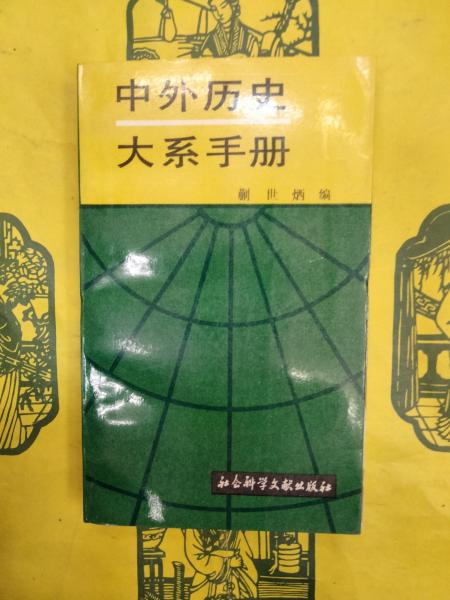 中外历史
大系手册
蒯世炳编
社会科学文献出版社